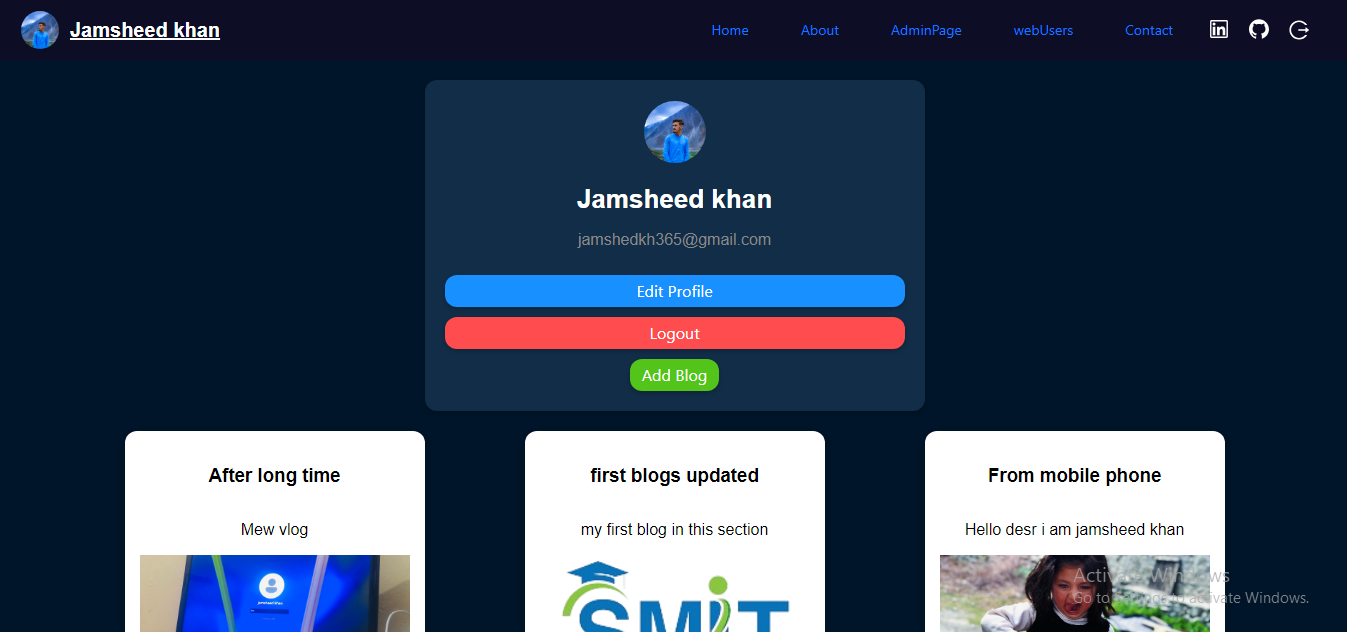 Jamsheed khan
Home About AdminPage webUsers Contact
in
Jamsheed khan
jamshedkh365@gmail.com
Edit Profile
Logout
Add Blog
After long time
Mew vlog
first blogs updated
my first blog in this section
SMIT
From mobile phone
Hello desr i am jamsheed khan
Activate Windows
Go to Settings to activate Windows.